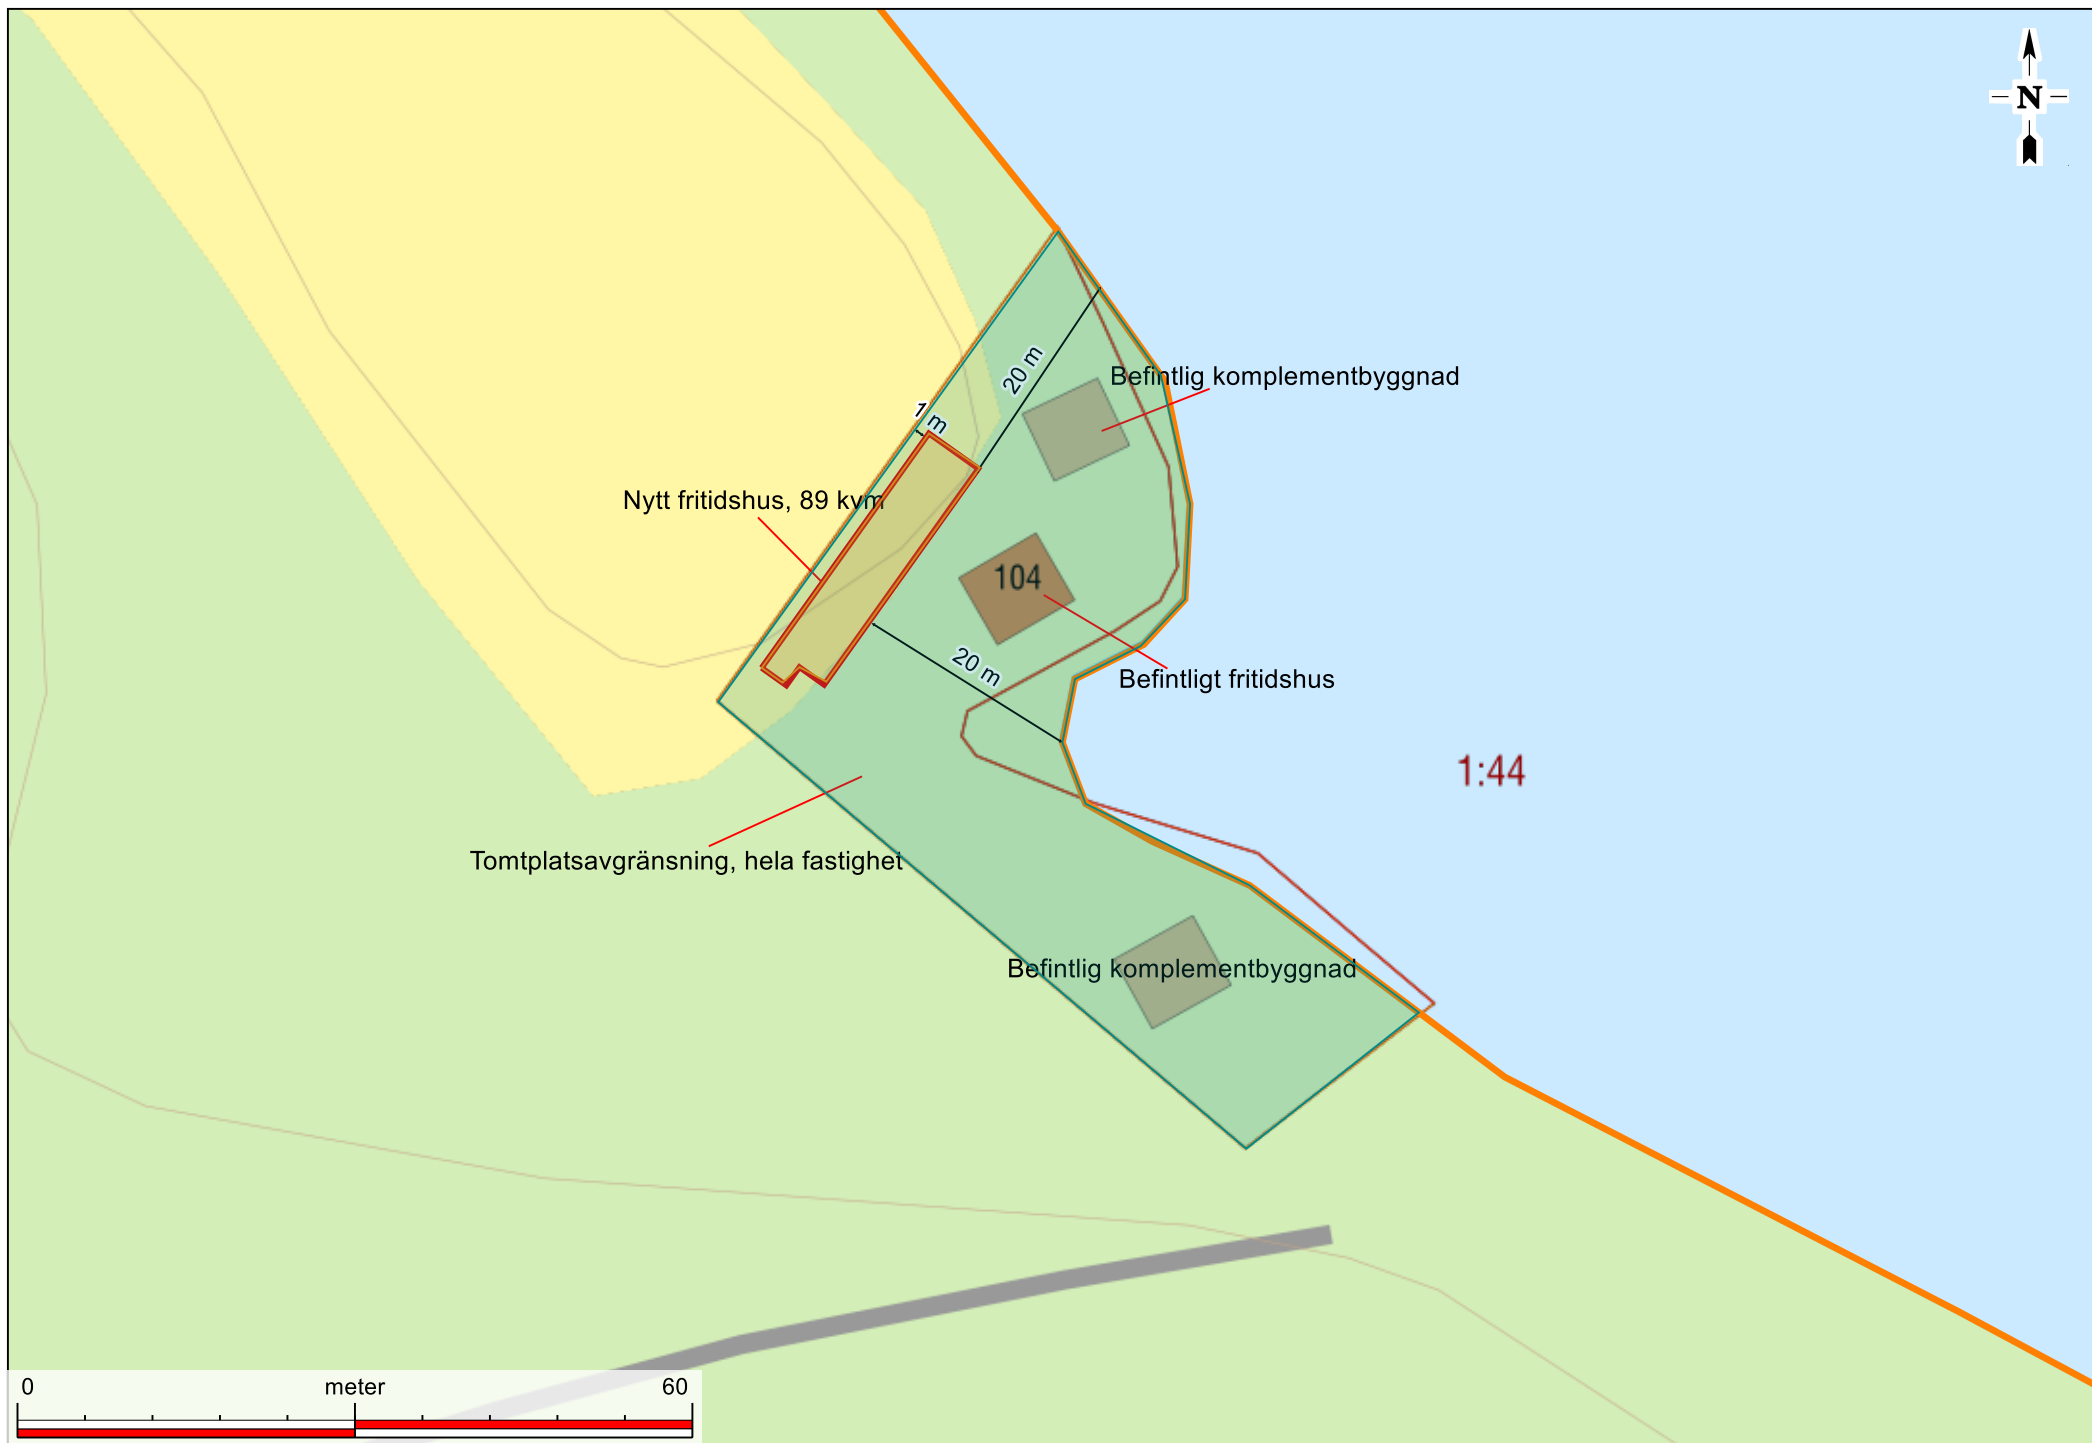 N
Befintlig komplementbyggnad
20 m
1 m
Nytt fritidshus, 89 kvm
104
20 m
Befintligt fritidshus
1:44
Tomtplatsavgränsning, hela fastighet
Befintlig komplementbyggnad
0 meter 60